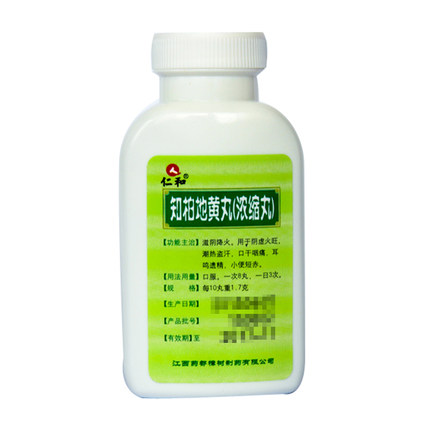 仁和®
知柏地黄丸(浓缩丸)
【功能主治】滋阴降火。用于阴虚火旺,
潮热盗汗、口干咽痛、耳
鸣遗精、小便短赤。
【用法用量】口服。一次8丸,一日3次。
【规 格】每10丸重1.7克
【生产日期】
【产品批号】
【有效期】至
江西药都樟树制药有限公司